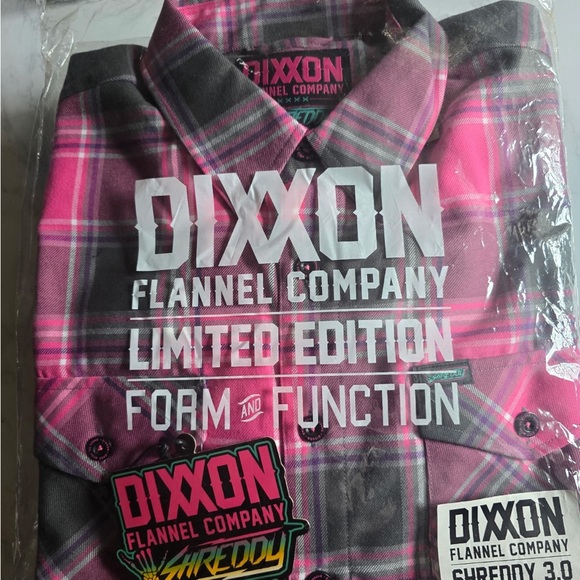 DIXXON
FLANNEL COMPANY
DIXXON
FLANNEL COMPANY
LIMITED EDITION
FORM AND FUNCTION
SHREDDY
DIXXON
FLANNEL COMPANY
SHREDDY
DIXXON
FLANNEL COMPANY
SHREDDY 3.0